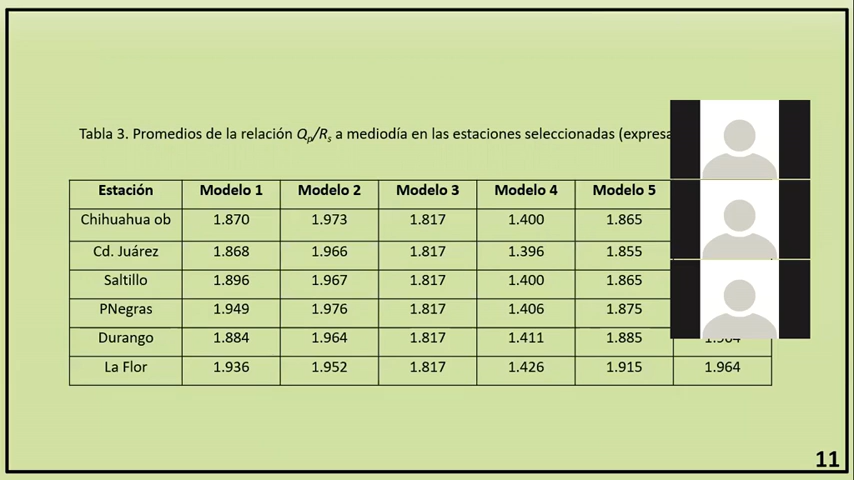 Tabla 3. Promedios de la relación Qp/Rs a mediodía en las estaciones seleccionadas
Estación Modelo 1 Modelo 2 Modelo 3 Modelo 4 Modelo 5
Chihuahua ob 1.870 1.973 1.817 1.400 1.865
Cd. Juárez 1.868 1.966 1.817 1.396 1.855
Saltillo 1.896 1.967 1.817 1.400 1.865
PNegras 1.949 1.976 1.817 1.406 1.875
Durango 1.884 1.964 1.817 1.411 1.885
La Flor 1.936 1.952 1.817 1.426 1.915 1.964
11